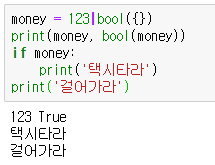 money = 123|bool({})
print(money, bool(money))
if money:
    print('택시타라')
print('걸어가라')
123 True
택시타라
걸어가라